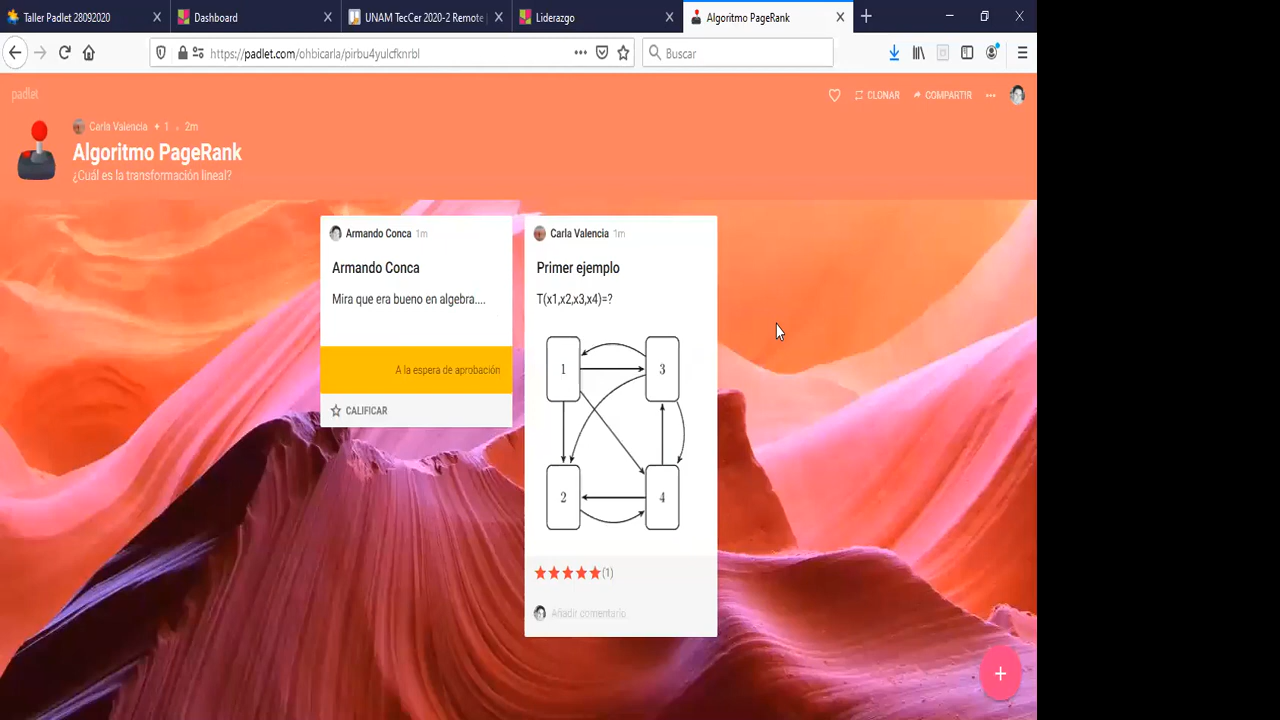 Taller Padlet 28092020
Dashboard
UNAM TecCer 2020-2 Remote
Liderazgo
Algoritmo PageRank
https://padlet.com/ohbicarla/pirbu4yulcfknrbl
Buscar
padlet
CLONAR
COMPARTIR
Carla Valencia + 1 . 2m
Algoritmo PageRank
¿Cuál es la transformación lineal?
Armando Conca 1m
Armando Conca
Mira que era bueno en algebra....
A la espera de aprobación
CALIFICAR
Carla Valencia 1m
Primer ejemplo
T(x1,x2,x3,x4)=?
1
3
2
4
(1)
Añadir comentario